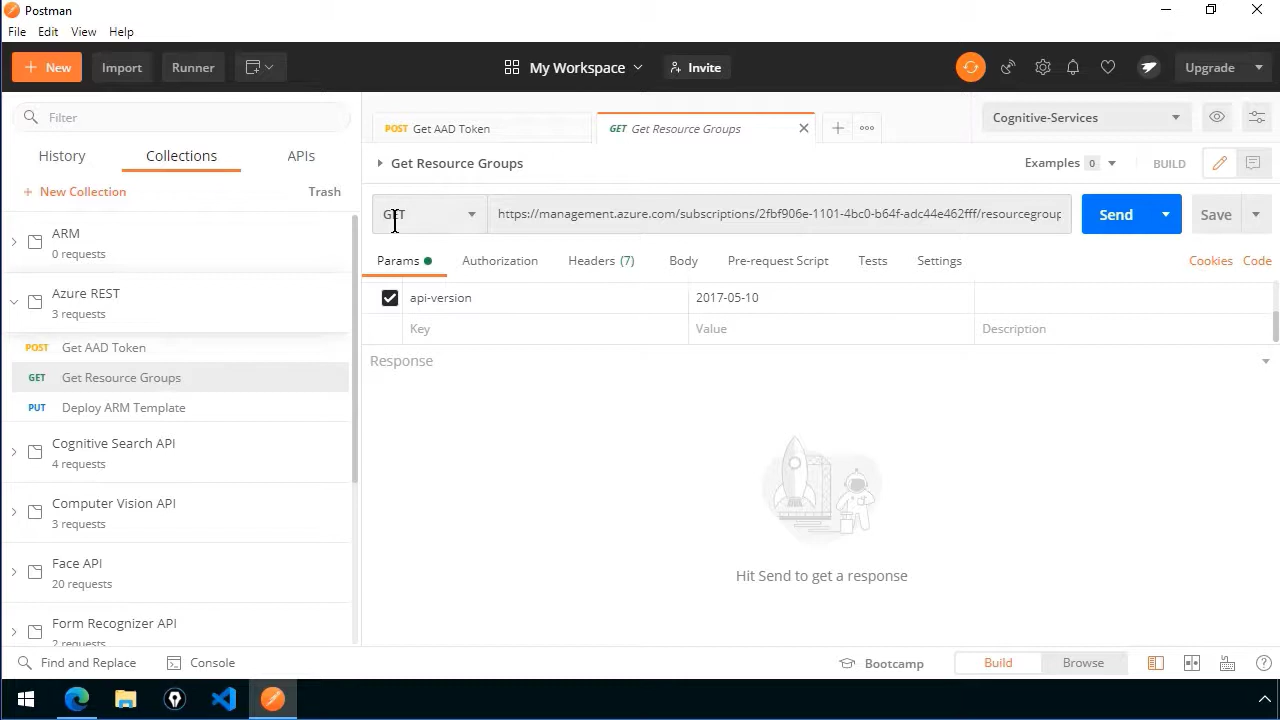 Postman
File Edit View Help
New Import Runner My Workspace Invite Upgrade
Filter
History Collections APIs
New Collection Trash
ARM
0 requests
Azure REST
3 requests
POST Get AAD Token
GET Get Resource Groups
PUT Deploy ARM Template
Cognitive Search API
4 requests
Computer Vision API
3 requests
Face API
20 requests
Form Recognizer API
2 requests
POST Get AAD Token GET Get Resource Groups Cognitive-Services
Get Resource Groups Examples 0 BUILD
GET https://management.azure.com/subscriptions/2fbf906e-1101-4bc0-b64f-adc44e462fff/resourcegroup Send Save
Params Authorization Headers (7) Body Pre-request Script Tests Settings Cookies Code
api-version 2017-05-10
Key Value Description
Response
Hit Send to get a response
Find and Replace Console Bootcamp Build Browse